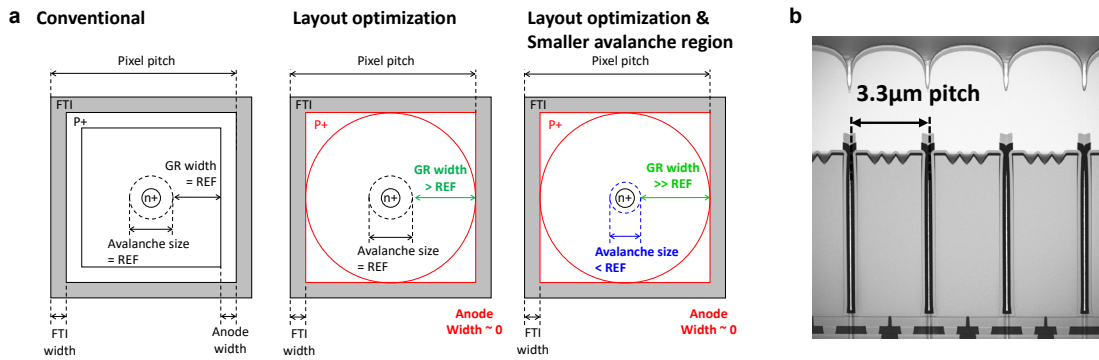 a
Conventional
Pixel pitch
FTI
P+
GR width
= REF
n+
Avalanche size
= REF
FTI
width
Anode
width
Layout optimization
Pixel pitch
FTI
P+
GR width
> REF
n+
Avalanche size
= REF
FTI
width
Anode
Width ~ 0
Layout optimization &
Smaller avalanche region
Pixel pitch
FTI
P+
GR width
>> REF
n+
Avalanche size
< REF
FTI
width
Anode
Width ~ 0
b
3.3μm pitch